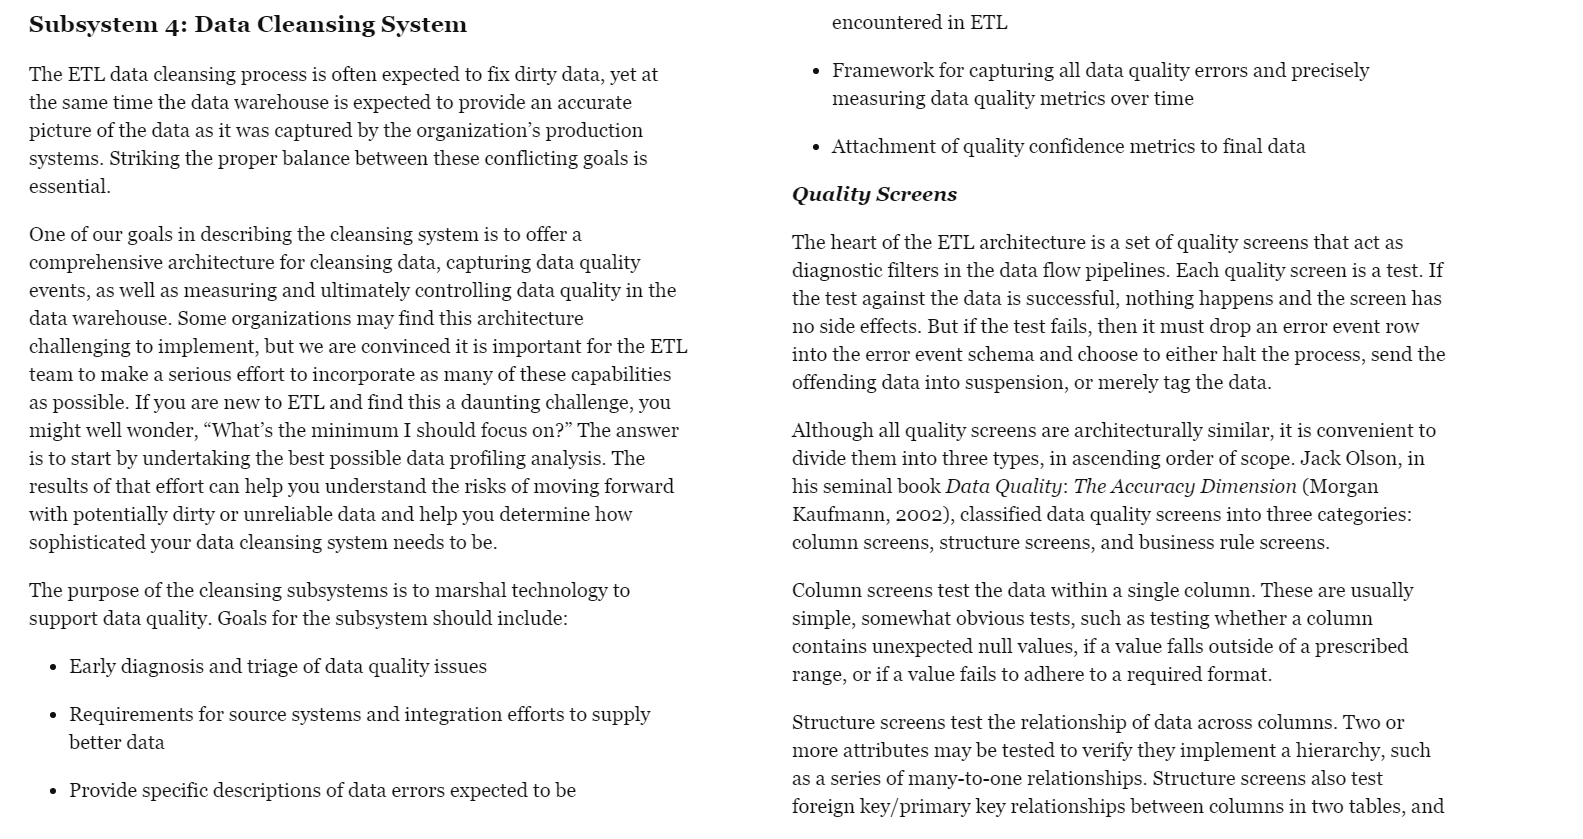 Subsystem 4: Data Cleansing System
The ETL data cleansing process is often expected to fix dirty data, yet at
the same time the data warehouse is expected to provide an accurate
picture of the data as it was captured by the organization’s production
systems. Striking the proper balance between these conflicting goals is
essential.
One of our goals in describing the cleansing system is to offer a
comprehensive architecture for cleansing data, capturing data quality
events, as well as measuring and ultimately controlling data quality in the
data warehouse. Some organizations may find this architecture
challenging to implement, but we are convinced it is important for the ETL
team to make a serious effort to incorporate as many of these capabilities
as possible. If you are new to ETL and find this a daunting challenge, you
might well wonder, “What’s the minimum I should focus on?” The answer
is to start by undertaking the best possible data profiling analysis. The
results of that effort can help you understand the risks of moving forward
with potentially dirty or unreliable data and help you determine how
sophisticated your data cleansing system needs to be.
The purpose of the cleansing subsystems is to marshal technology to
support data quality. Goals for the subsystem should include:
• Early diagnosis and triage of data quality issues
• Requirements for source systems and integration efforts to supply
better data
• Provide specific descriptions of data errors expected to be
encountered in ETL
• Framework for capturing all data quality errors and precisely
measuring data quality metrics over time
• Attachment of quality confidence metrics to final data
Quality Screens
The heart of the ETL architecture is a set of quality screens that act as
diagnostic filters in the data flow pipelines. Each quality screen is a test. If
the test against the data is successful, nothing happens and the screen has
no side effects. But if the test fails, then it must drop an error event row
into the error event schema and choose to either halt the process, send the
offending data into suspension, or merely tag the data.
Although all quality screens are architecturally similar, it is convenient to
divide them into three types, in ascending order of scope. Jack Olson, in
his seminal book Data Quality: The Accuracy Dimension (Morgan
Kaufmann, 2002), classified data quality screens into three categories:
column screens, structure screens, and business rule screens.
Column screens test the data within a single column. These are usually
simple, somewhat obvious tests, such as testing whether a column
contains unexpected null values, if a value falls outside of a prescribed
range, or if a value fails to adhere to a required format.
Structure screens test the relationship of data across columns. Two or
more attributes may be tested to verify they implement a hierarchy, such
as a series of many-to-one relationships. Structure screens also test
foreign key/primary key relationships between columns in two tables, and